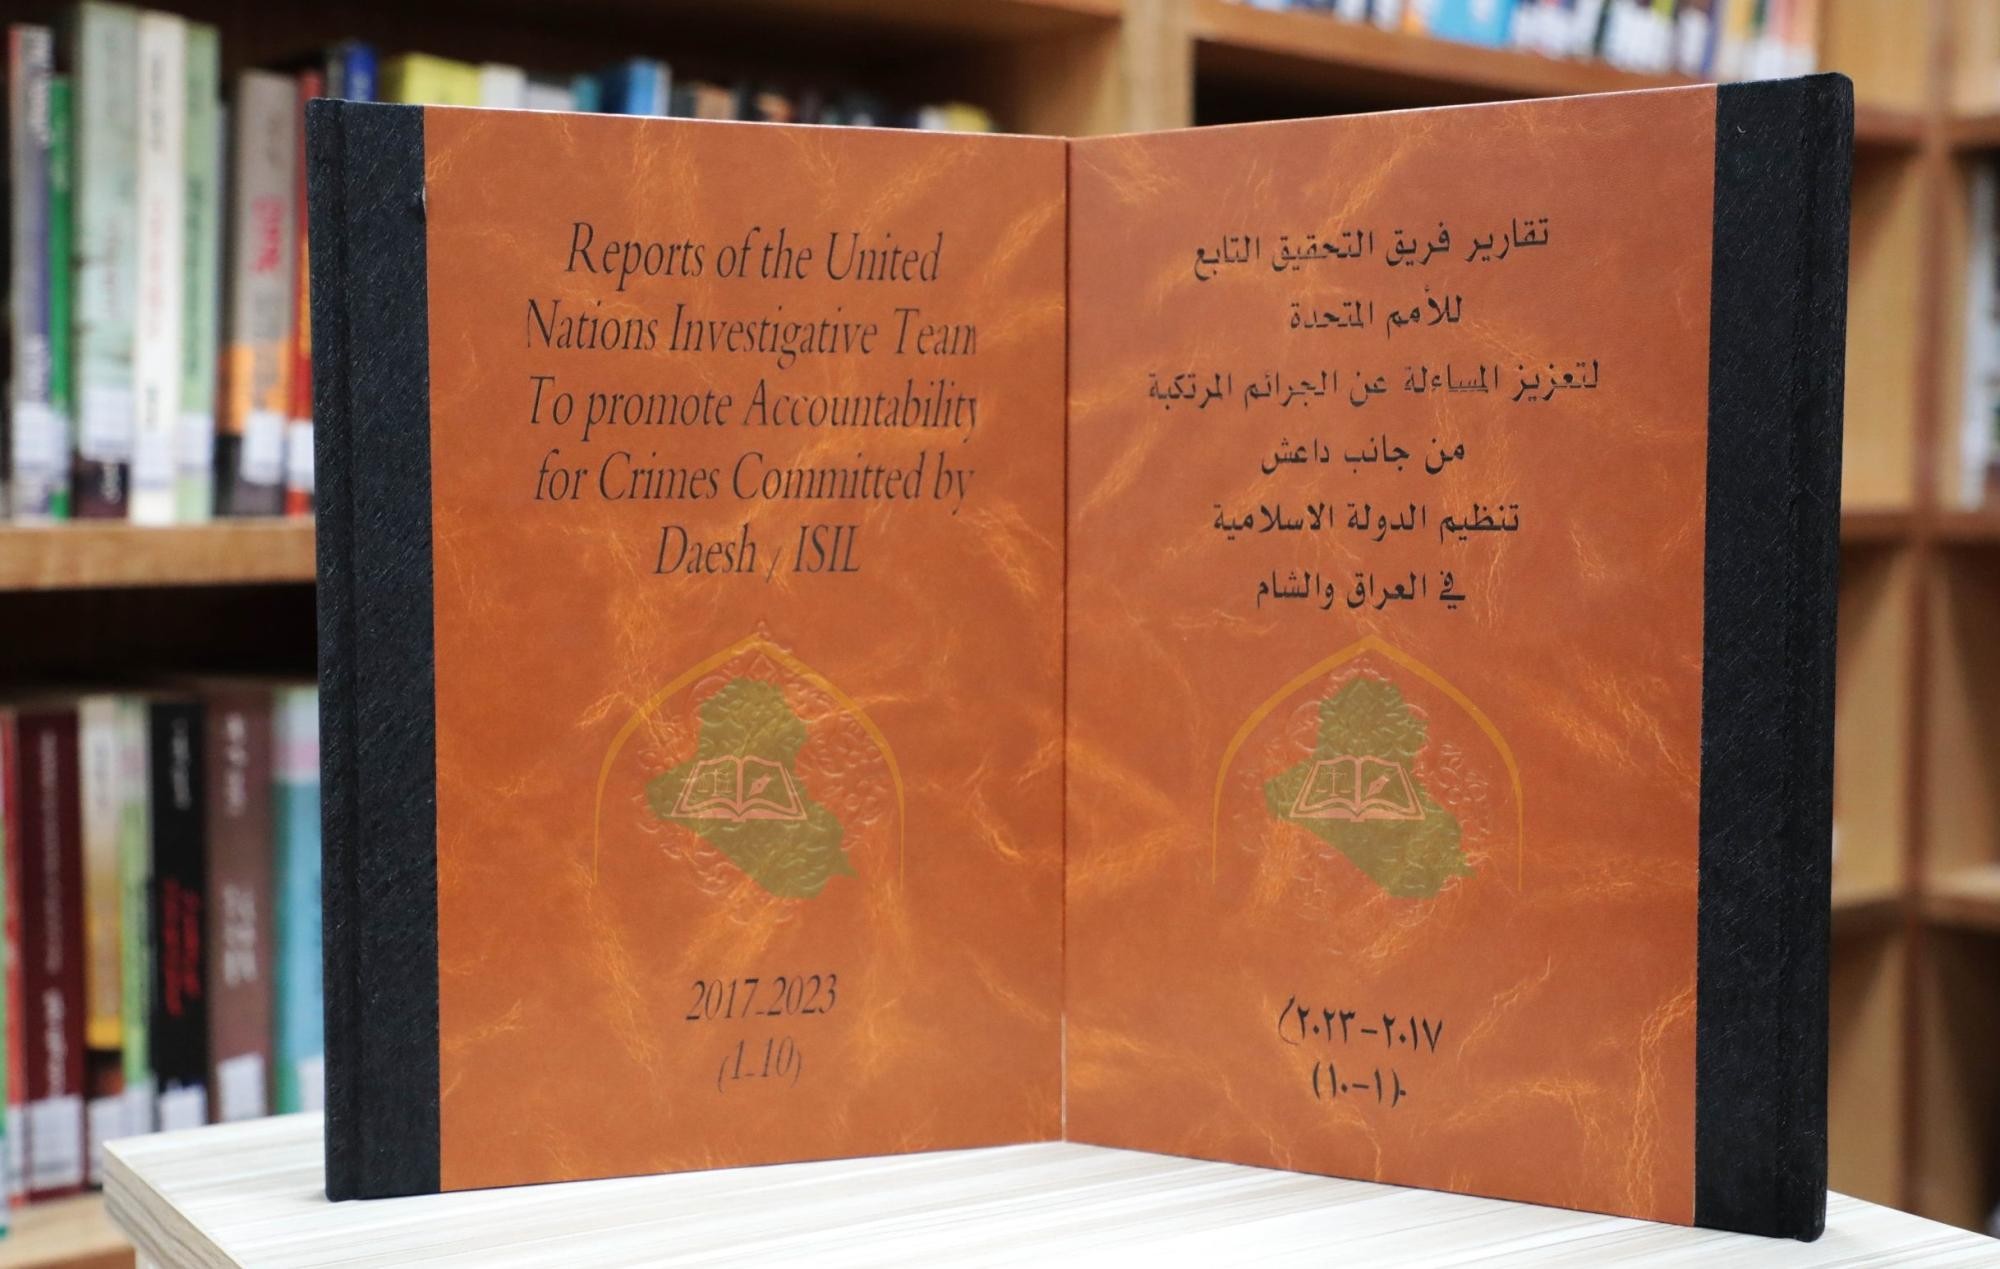 Reports of the United
Nations Investigative Team
To promote Accountability
for Crimes Committed by
Daesh / ISIL
2017-2023
(1-10)
تقارير فريق التحقيق التابع
للأمم المتحدة
لتعزيز المساءلة عن الجرائم المرتكبة
من جانب داعش
تنظيم الدولة الاسلامية
في العراق والشام
٢٠١٧-٢٠٢٣)
(١-١٠)